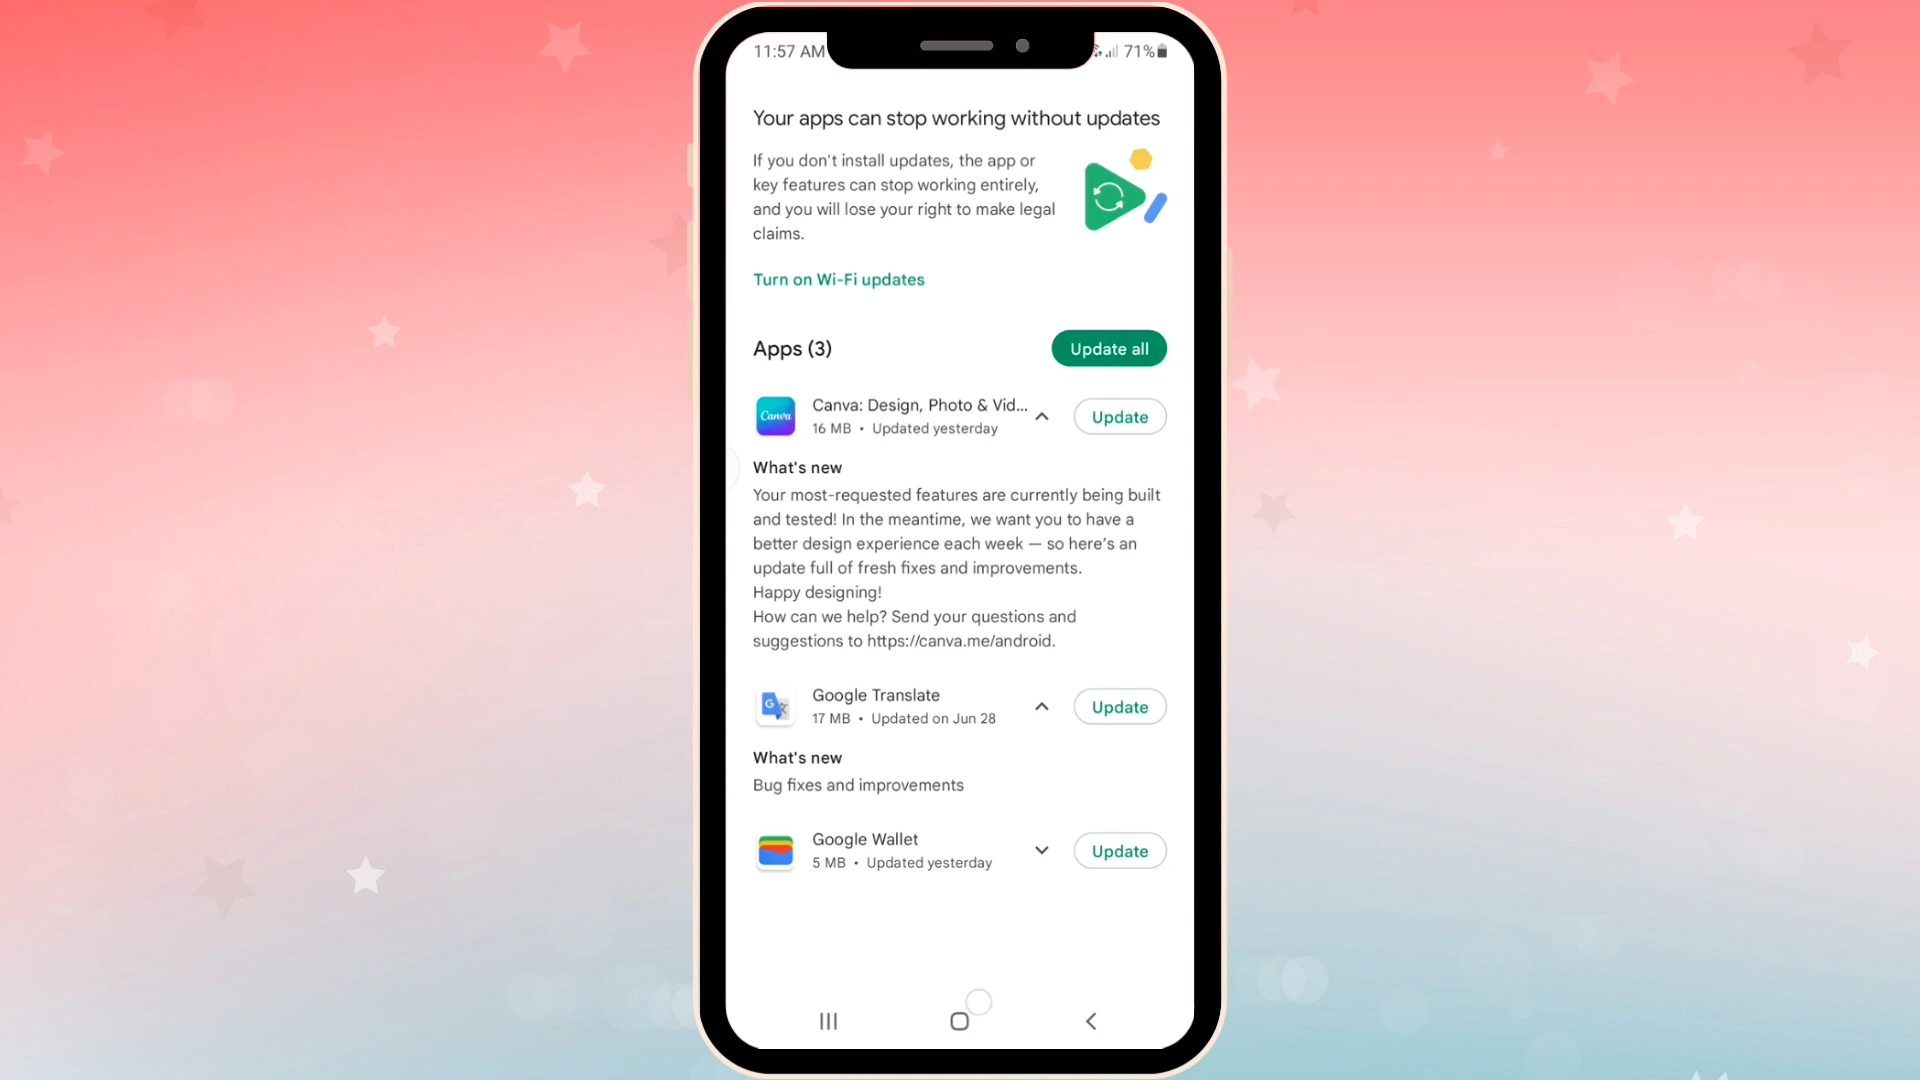 11:57 AM
71%
Your apps can stop working without updates
If you don't install updates, the app or
key features can stop working entirely,
and you will lose your right to make legal
claims.
Turn on Wi-Fi updates
Apps (3)
Update all
Canva
Canva: Design, Photo & Vid...
16 MB • Updated yesterday
Update
What's new
Your most-requested features are currently being built
and tested! In the meantime, we want you to have a
better design experience each week — so here’s an
update full of fresh fixes and improvements.
Happy designing!
How can we help? Send your questions and
suggestions to https://canva.me/android.
G 文
Google Translate
17 MB • Updated on Jun 28
Update
What's new
Bug fixes and improvements
Google Wallet
5 MB • Updated yesterday
Update